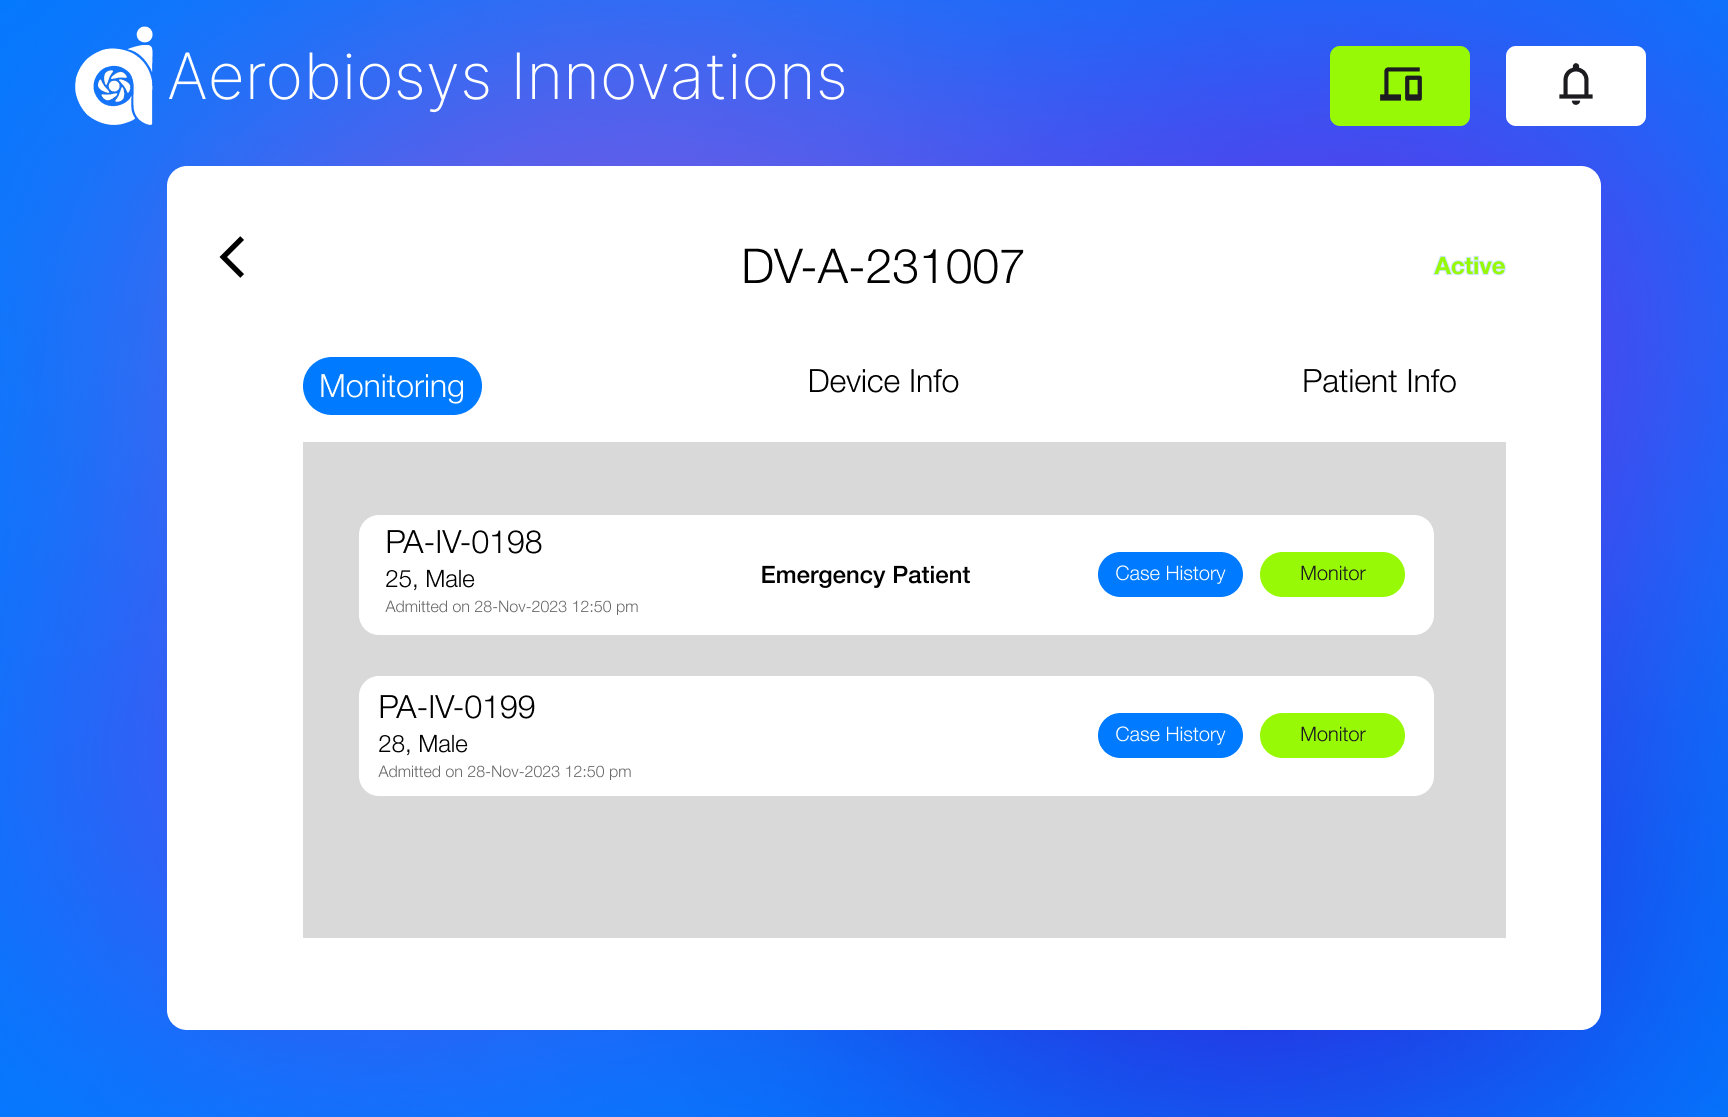 Aerobiosys Innovations
DV-A-231007
Active
Monitoring
Device Info
Patient Info
PA-IV-0198
25, Male
Admitted on 28-Nov-2023 12:50 pm
Emergency Patient
Case History
Monitor
PA-IV-0199
28, Male
Admitted on 28-Nov-2023 12:50 pm
Case History
Monitor